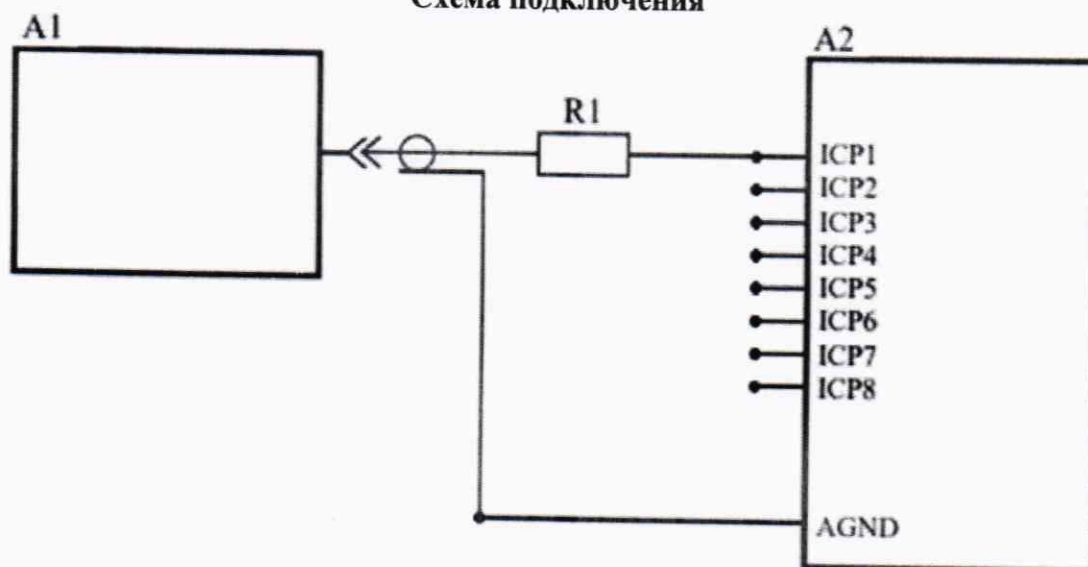 Схема подключения
A1
A2
R1
ICP1
ICP2
ICP3
ICP4
ICP5
ICP6
ICP7
ICP8
AGND